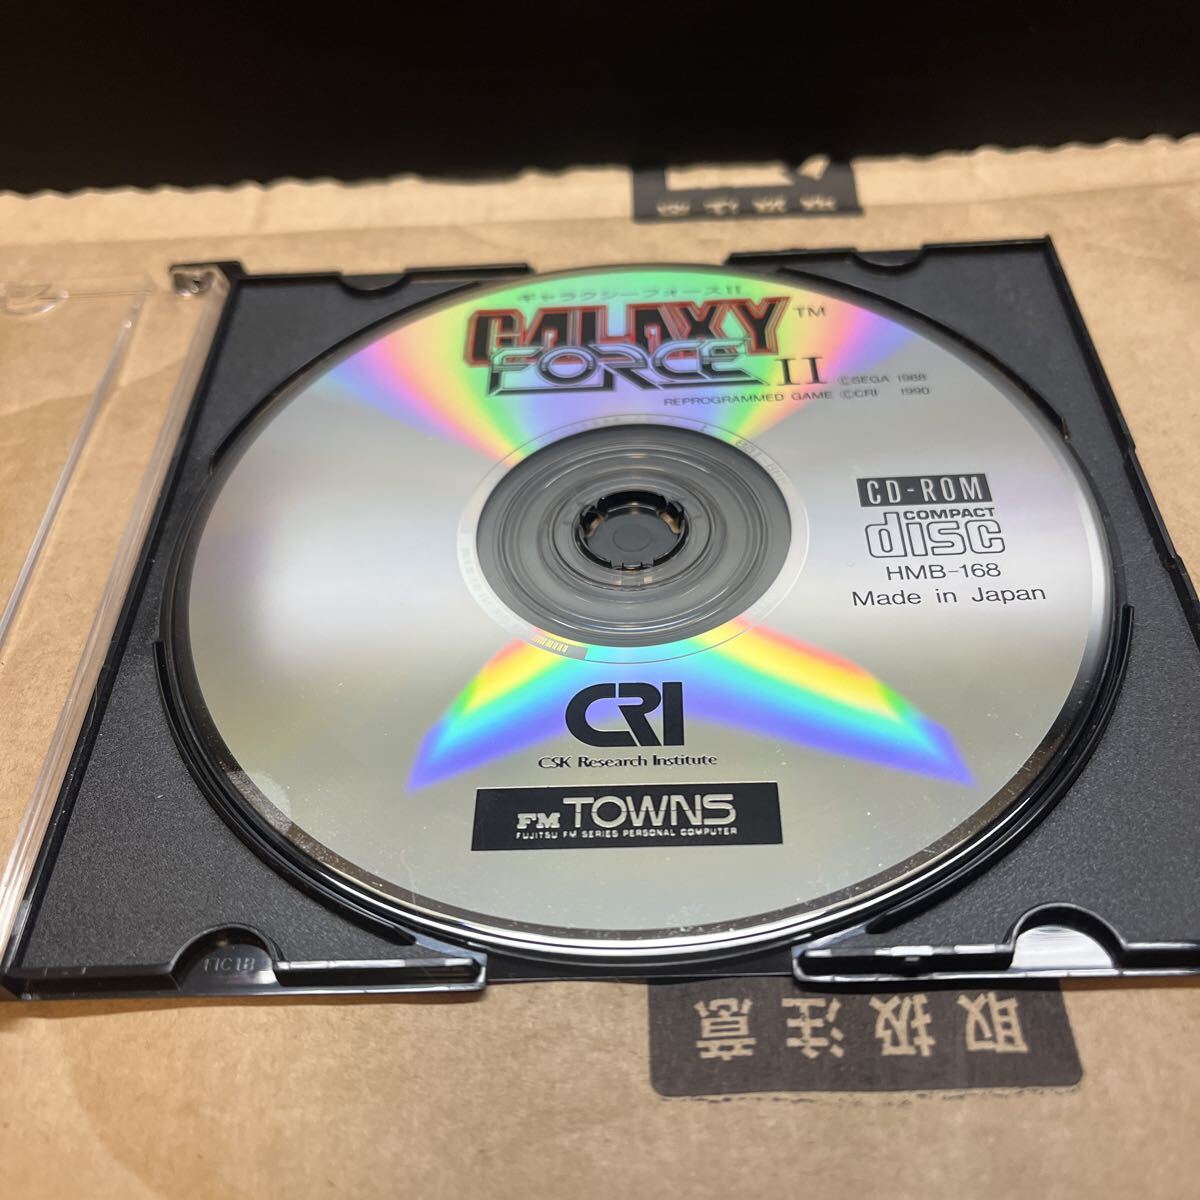 ギャラクシーフォースII
GALAXY TM
FORCE II
©SEGA 1988
REPROGRAMMED GAME ©CRI 1990
CD-ROM
COMPACT
disc
HMB-168
Made in Japan
CRI
CSK Research Institute
FM TOWNS
FUJITSU FM SERIES PERSONAL COMPUTER
取扱注意